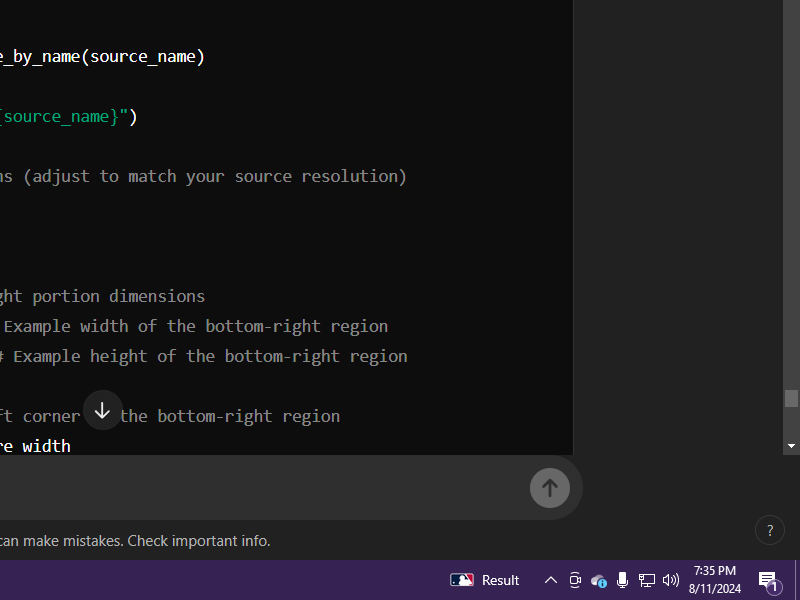 e_by_name(source_name)
{source_name}")
ns (adjust to match your source resolution)
ght portion dimensions
Example width of the bottom-right region
# Example height of the bottom-right region
ft corner the bottom-right region
re width
can make mistakes. Check important info.
?
Result
7:35 PM
8/11/2024
1